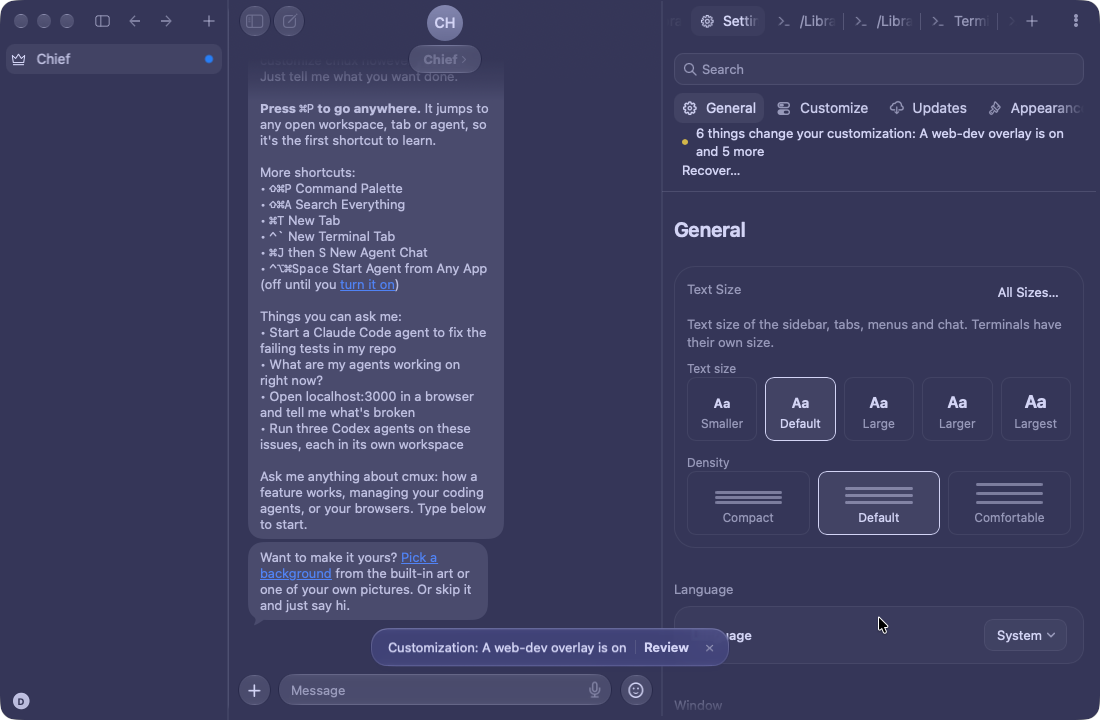 Chief
CH
Chief ›
Just tell me what you want done.
Press ⌘P to go anywhere. It jumps to
any open workspace, tab or agent, so
it's the first shortcut to learn.
More shortcuts:
• ⇧⌘P Command Palette
• ⇧⌘A Search Everything
• ⌘T New Tab
• ^` New Terminal Tab
• ⌘J then S New Agent Chat
• ^⌥⌘Space Start Agent from Any App
(off until you turn it on)
Things you can ask me:
• Start a Claude Code agent to fix the
failing tests in my repo
• What are my agents working on
right now?
• Open localhost:3000 in a browser
and tell me what's broken
• Run three Codex agents on these
issues, each in its own workspace
Ask me anything about cmux: how a
feature works, managing your coding
agents, or your browsers. Type below
to start.
Want to make it yours? Pick a
background from the built-in art or
one of your own pictures. Or skip it
and just say hi.
Customization: A web-dev overlay is on
Review
Message
D
Settin
/Libra
/Libra
Termi
Search
General
Customize
Updates
Appearanc
6 things change your customization: A web-dev overlay is on
and 5 more
Recover...
General
Text Size
All Sizes...
Text size of the sidebar, tabs, menus and chat. Terminals have
their own size.
Text size
Aa Aa Aa Aa Aa
Smaller Default Large Larger Largest
Density
Compact Default Comfortable
Language
System
Window